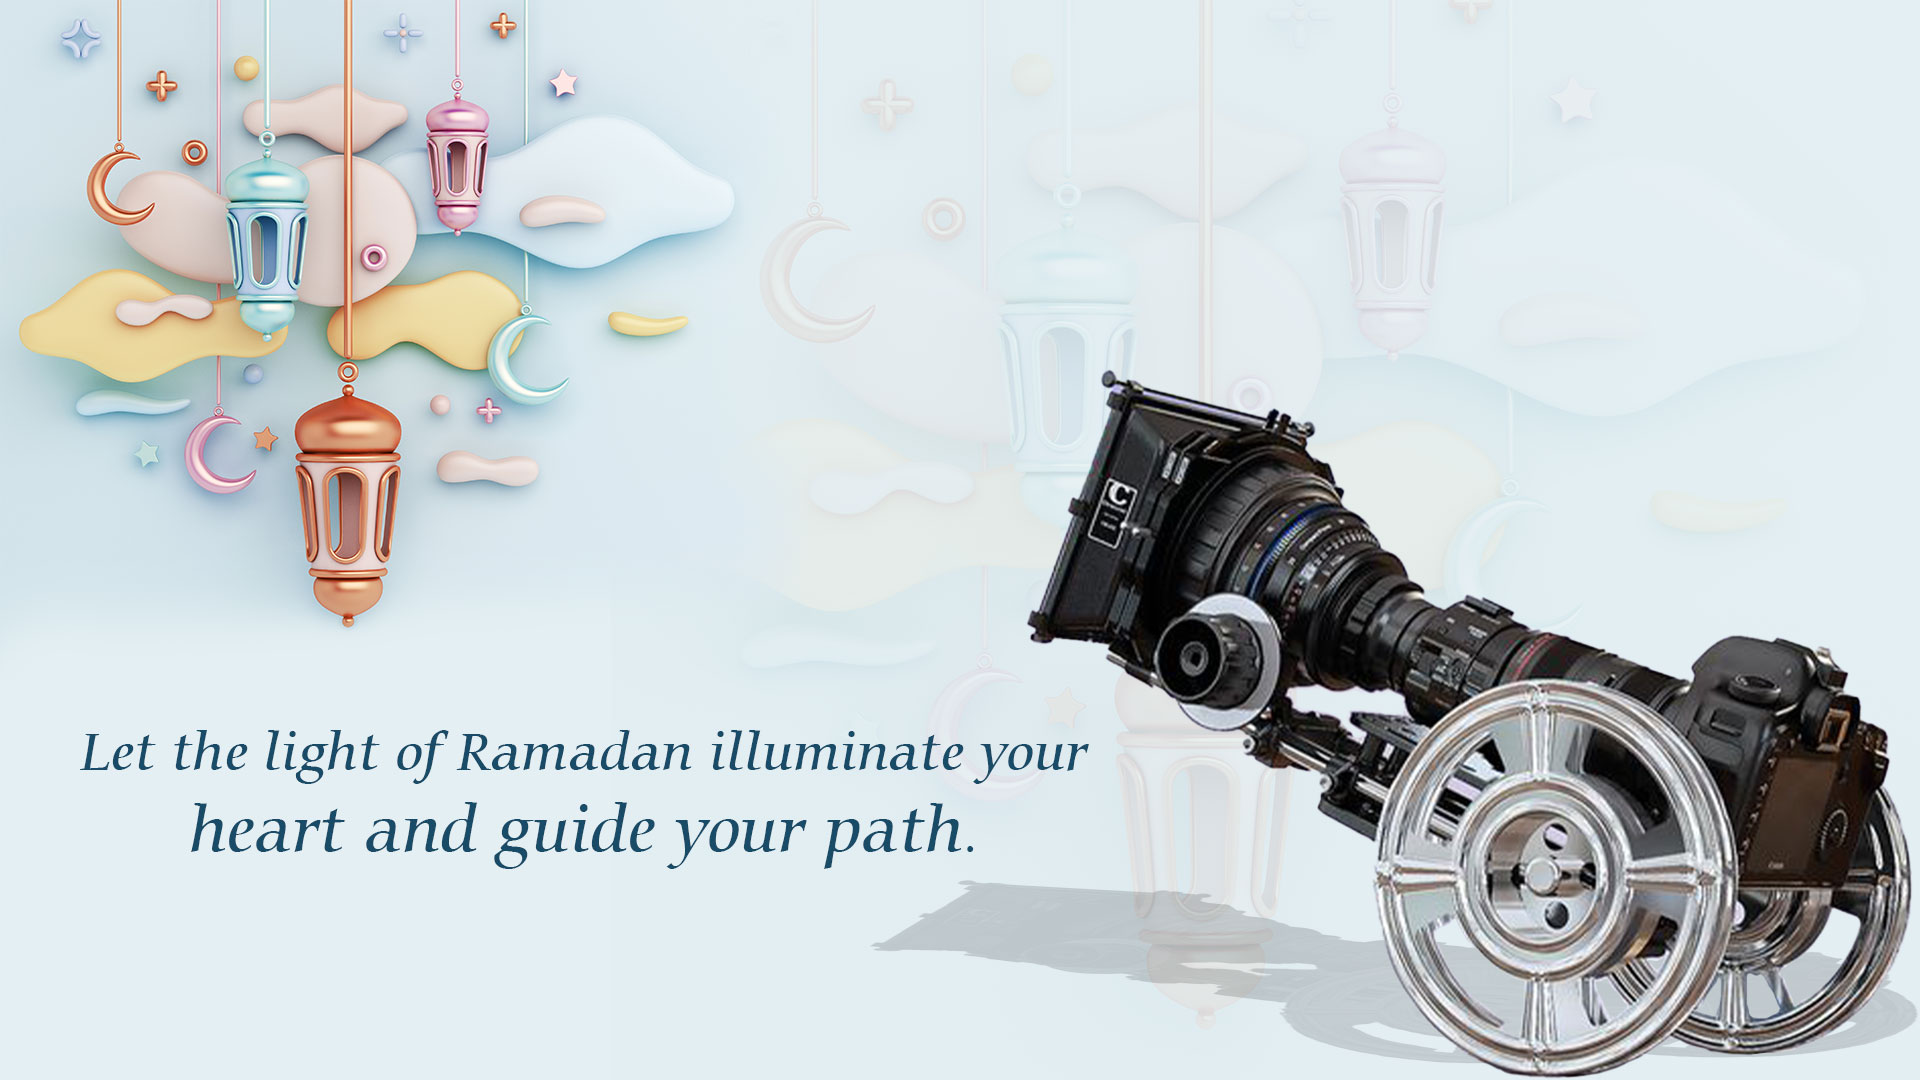 Let the light of Ramadan illuminate your
heart and guide your path.
C